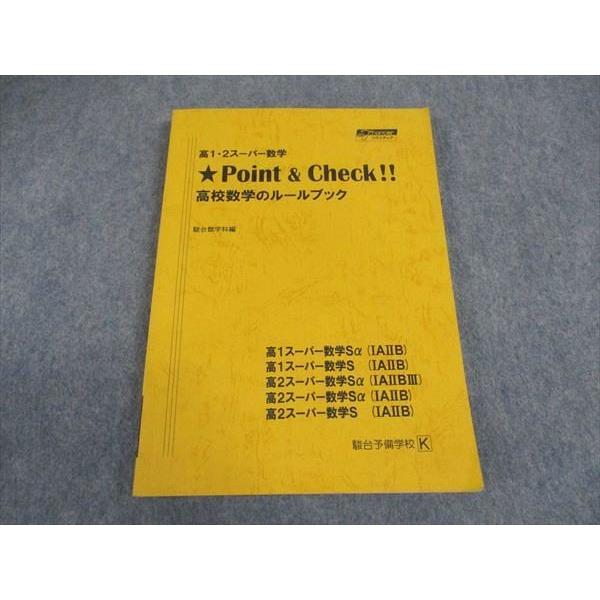 高1・2スーパー数学
★Point & Check!!
高校数学のルールブック
駿台数学科編
高1スーパー数学Sα (ⅠAⅡB)
高1スーパー数学S (ⅠAⅡB)
高2スーパー数学Sα (ⅠAⅡBⅢ)
高2スーパー数学Sα (ⅠAⅡB)
高2スーパー数学S (ⅠAⅡB)
駿台予備学校 K